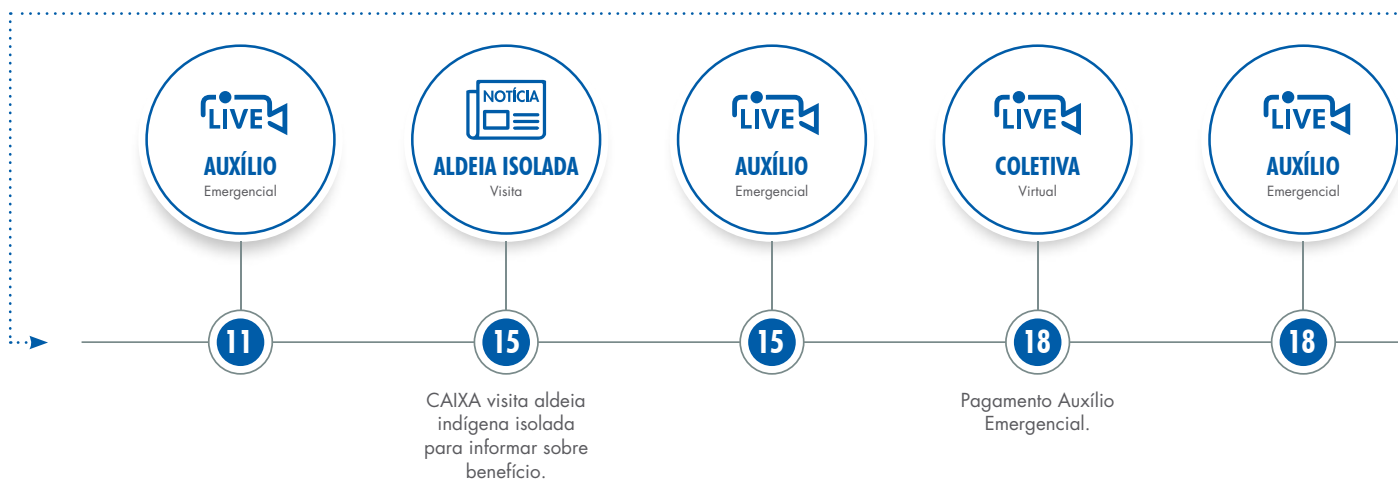 LIVE
AUXÍLIO
Emergencial
11
NOTÍCIA
ALDEIA ISOLADA
Visita
15
CAIXA visita aldeia
indígena isolada
para informar sobre
benefício.
LIVE
AUXÍLIO
Emergencial
15
LIVE
COLETIVA
Virtual
18
Pagamento Auxílio
Emergencial.
LIVE
AUXÍLIO
Emergencial
18